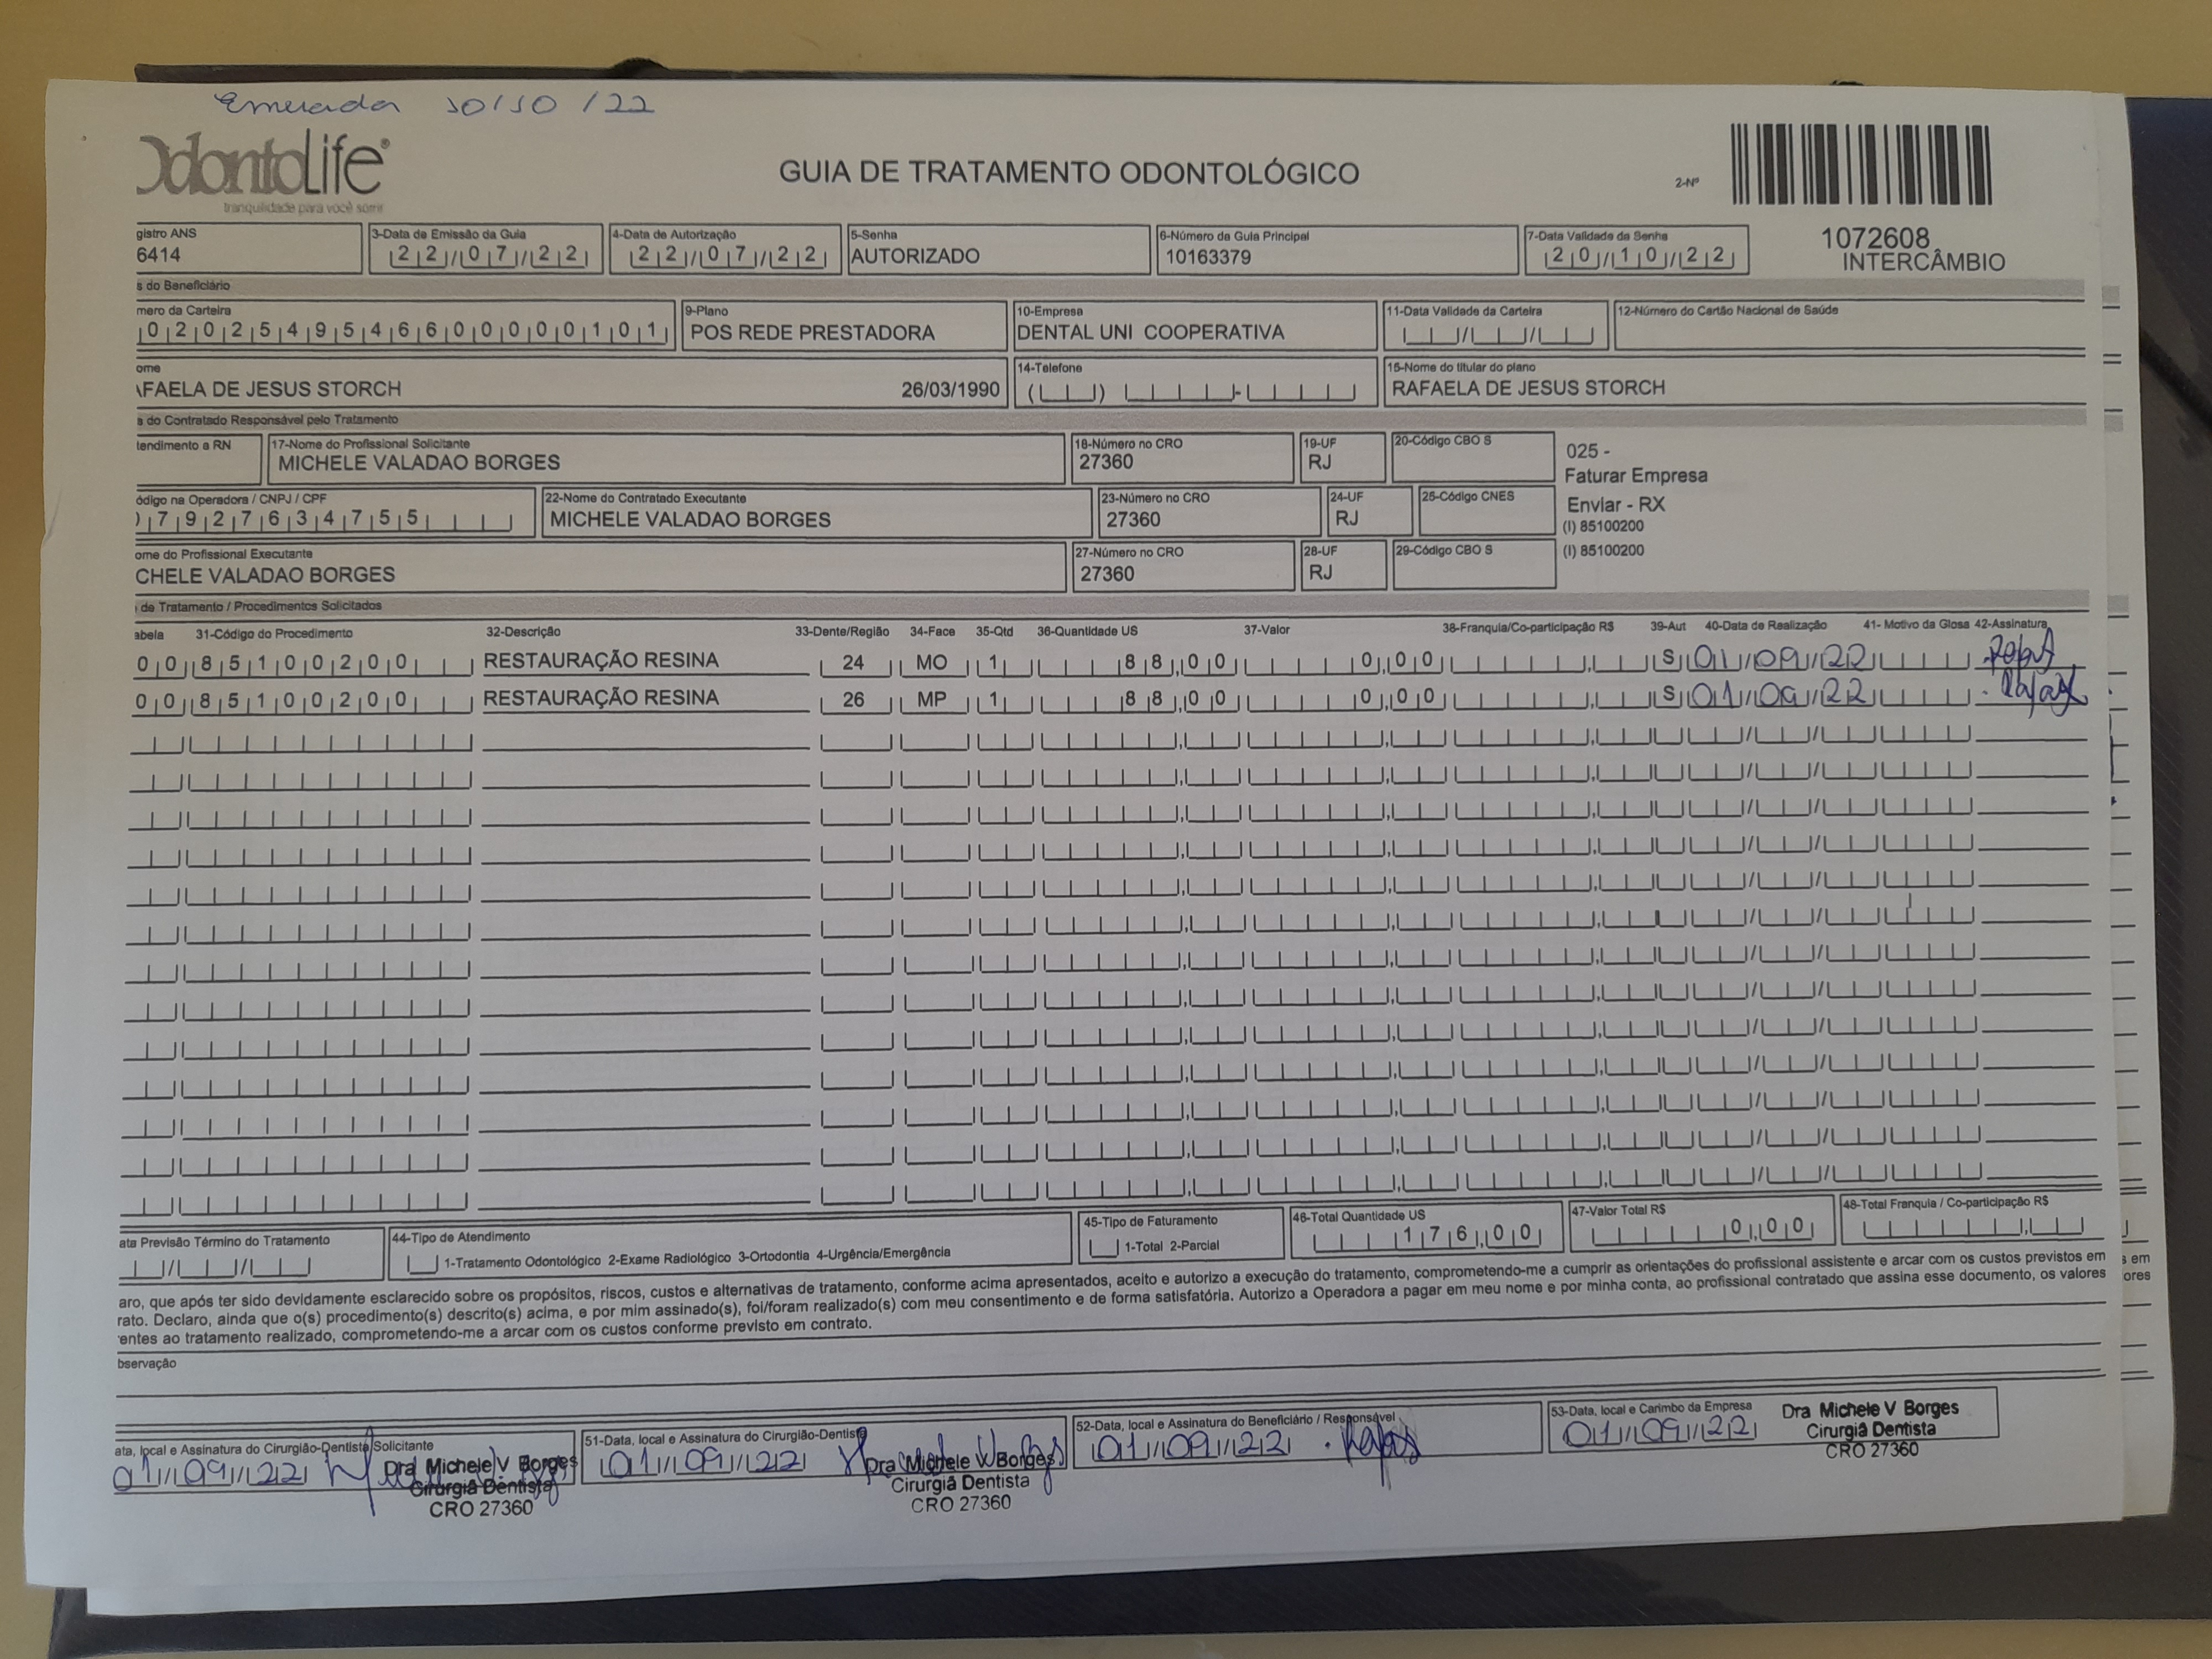 10/10/22
OdontoLife®
tranquilidade para você sorrir
GUIA DE TRATAMENTO ODONTOLÓGICO
2-Nº
1072608
INTERCÂMBIO
gistro ANS
6414
3-Data de Emissão da Guia
22/07/22
4-Data de Autorização
22/07/22
5-Senha
AUTORIZADO
6-Número da Guia Principal
10163379
7-Data Validade da Senha
20/10/22
s do Beneficiário
mero da Carteira
02025495466000000101
9-Plano
POS REDE PRESTADORA
10-Empresa
DENTAL UNI COOPERATIVA
11-Data Validade da Carteira
12-Número do Cartão Nacional de Saúde
ome
AFAELA DE JESUS STORCH 26/03/1990
14-Telefone
15-Nome do titular do plano
RAFAELA DE JESUS STORCH
s do Contratado Responsável pelo Tratamento
tendimento a RN
17-Nome do Profissional Solicitante
MICHELE VALADAO BORGES
18-Número no CRO
27360
19-UF
RJ
20-Código CBO S
025 -
Faturar Empresa
Enviar - RX
(I) 85100200
(I) 85100200
ódigo na Operadora / CNPJ / CPF
07927634755
22-Nome do Contratado Executante
MICHELE VALADAO BORGES
23-Número no CRO
27360
24-UF
RJ
25-Código CNES
ome do Profissional Executante
CHELE VALADAO BORGES
27-Número no CRO
27360
28-UF
RJ
29-Código CBO S
de Tratamento / Procedimentos Solicitados
abela 31-Código do Procedimento 32-Descrição 33-Dente/Região 34-Face 35-Qtd 36-Quantidade US 37-Valor 38-Franquia/Co-participação R$ 39-Aut 40-Data de Realização 41- Motivo da Glosa 42-Assinatura
00 85100200 RESTAURAÇÃO RESINA 24 MO 1 88,00 0,00 S 01/09/22
00 85100200 RESTAURAÇÃO RESINA 26 MP 1 88,00 0,00 S 01/09/22
ata Previsão Término do Tratamento
44-Tipo de Atendimento
1-Tratamento Odontológico 2-Exame Radiológico 3-Ortodontia 4-Urgência/Emergência
45-Tipo de Faturamento
1-Total 2-Parcial
46-Total Quantidade US
176,00
47-Valor Total R$
0,00
48-Total Franquia / Co-participação R$
aro, que após ter sido devidamente esclarecido sobre os propósitos, riscos, custos e alternativas de tratamento, conforme acima apresentados, aceito e autorizo a execução do tratamento, comprometendo-me a cumprir as orientações do profissional assistente e arcar com os custos previstos em
rato. Declaro, ainda que o(s) procedimento(s) descrito(s) acima, e por mim assinado(s), foi/foram realizado(s) com meu consentimento e de forma satisfatória. Autorizo a Operadora a pagar em meu nome e por minha conta, ao profissional contratado que assina esse documento, os valores
entes ao tratamento realizado, comprometendo-me a arcar com os custos conforme previsto em contrato.
s em
ores
bservação
ata, local e Assinatura do Cirurgião-Dentista Solicitante
01/09/22
Dra Michele V Borges
Cirurgiã Dentista
CRO 27360
51-Data, local e Assinatura do Cirurgião-Dentista
01/09/22
Dra Michele V Borges
Cirurgiã Dentista
CRO 27360
52-Data, local e Assinatura do Beneficiário / Responsável
01/09/22
53-Data, local e Carimbo da Empresa
01/09/22
Dra Michele V Borges
Cirurgiã Dentista
CRO 27360